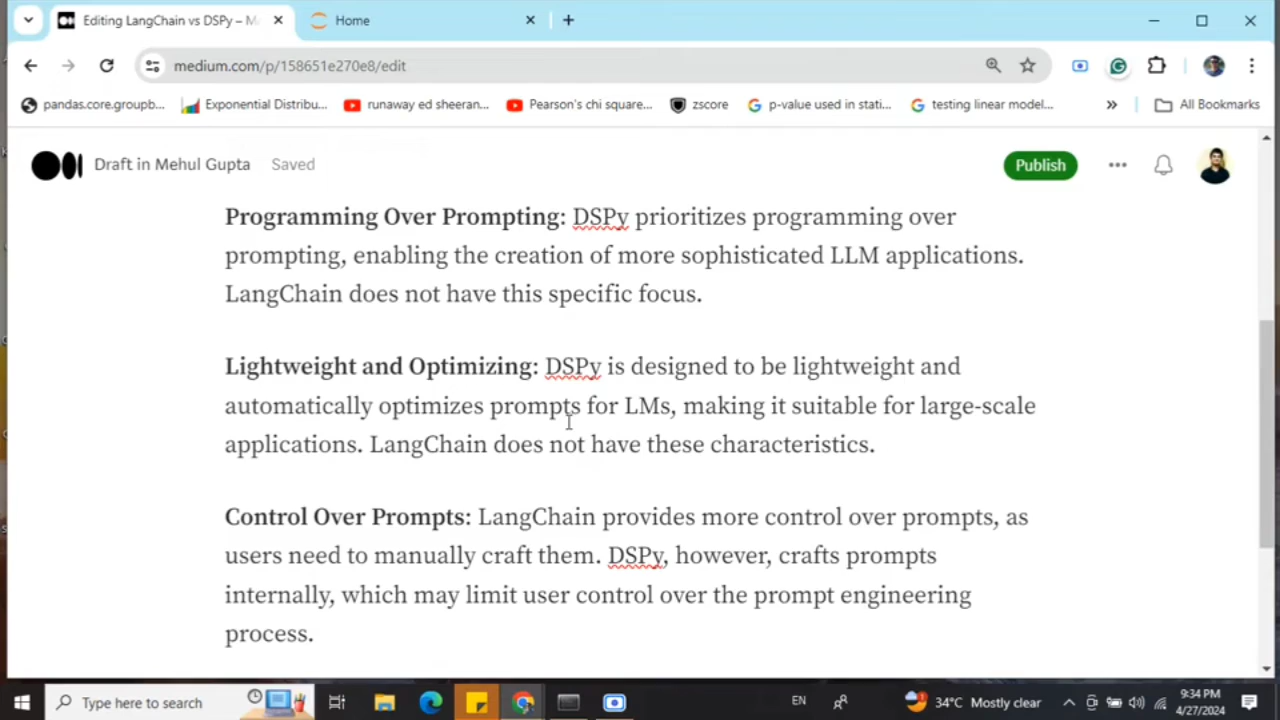 Editing LangChain vs DSPy – M
Home
medium.com/p/158651e270e8/edit
pandas.core.groupb...
Exponential Distribu...
runaway ed sheeran...
Pearson's chi square...
zscore
p-value used in stati...
testing linear model...
All Bookmarks
Draft in Mehul Gupta
Saved
Publish
Programming Over Prompting: DSPy prioritizes programming over
prompting, enabling the creation of more sophisticated LLM applications.
LangChain does not have this specific focus.
Lightweight and Optimizing: DSPy is designed to be lightweight and
automatically optimizes prompts for LMs, making it suitable for large-scale
applications. LangChain does not have these characteristics.
Control Over Prompts: LangChain provides more control over prompts, as
users need to manually craft them. DSPy, however, crafts prompts
internally, which may limit user control over the prompt engineering
process.
Type here to search
EN
34°C Mostly clear
9:34 PM
4/27/2024